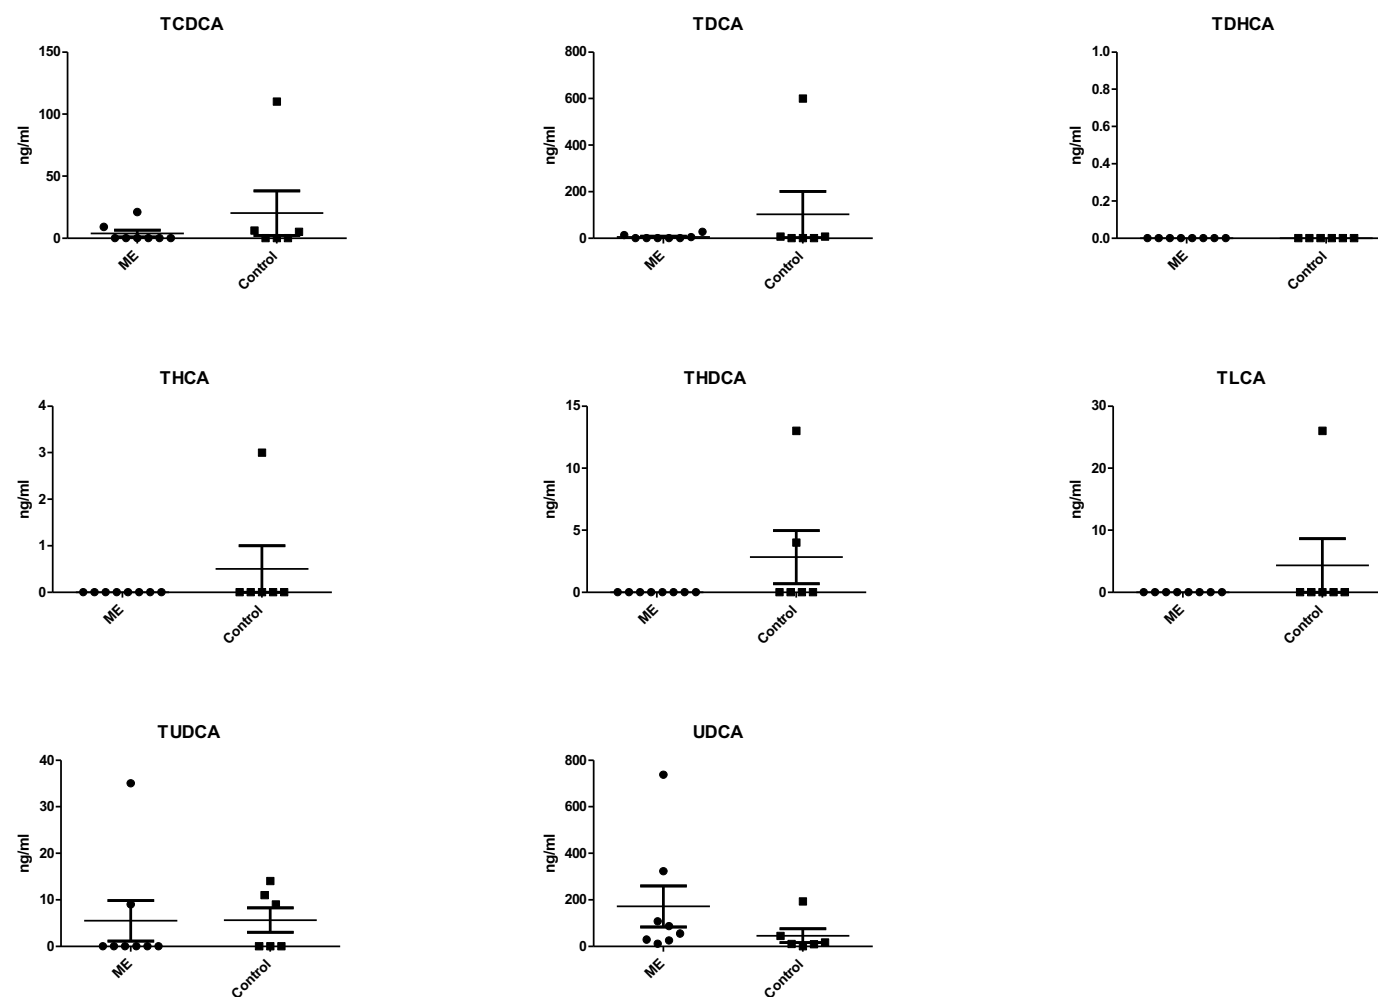 TCDCA
150
100
50
0
ng/ml
ME
Control
TDCA
800
600
400
200
0
ng/ml
ME
Control
TDHCA
1.0
0.8
0.6
0.4
0.2
0.0
ng/ml
ME
Control
THCA
4
3
2
1
0
ng/ml
ME
Control
THDCA
15
10
5
0
ng/ml
ME
Control
TLCA
30
20
10
0
ng/ml
ME
Control
TUDCA
40
30
20
10
0
ng/ml
ME
Control
UDCA
800
600
400
200
0
ng/ml
ME
Control